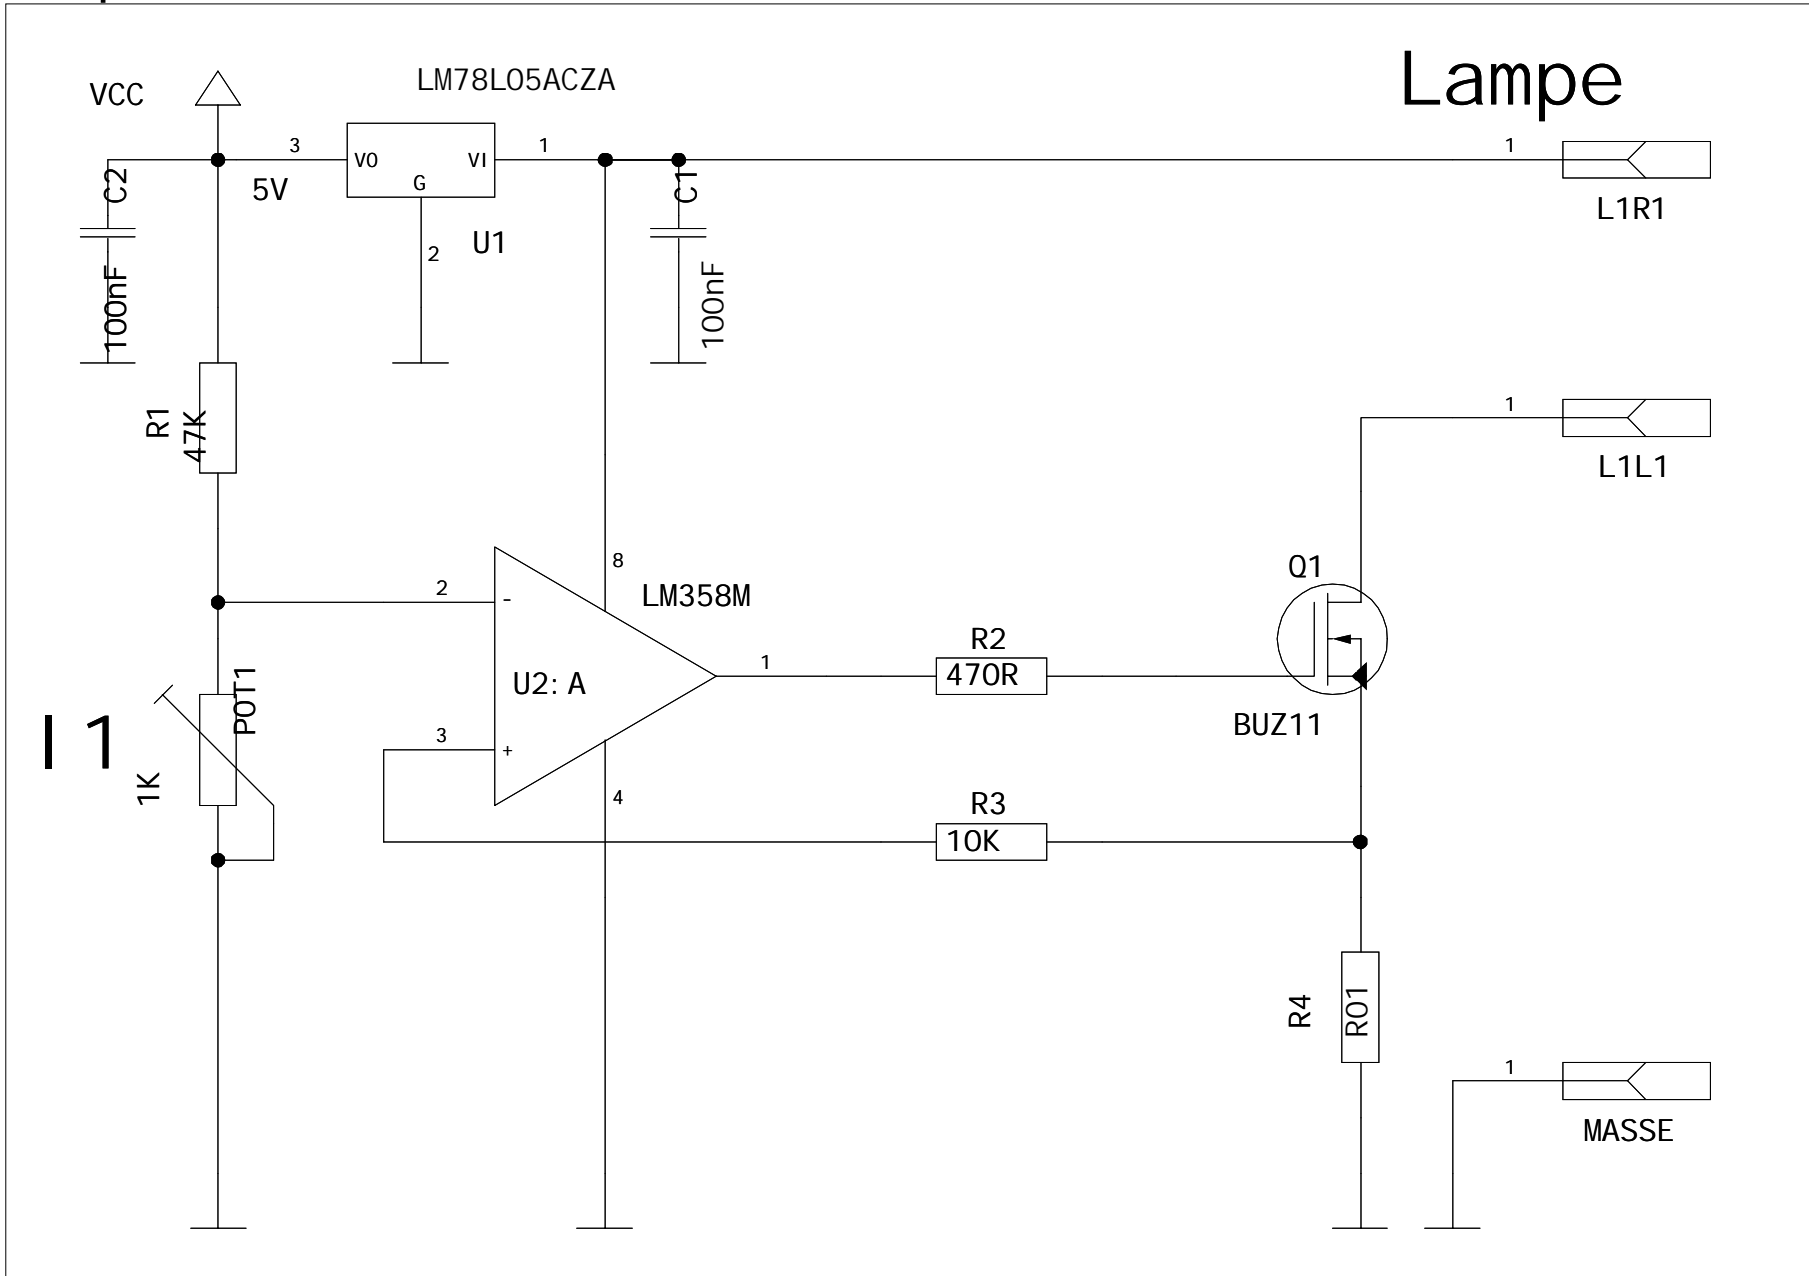 VCC
LM78L05ACZA
Lampe
3
VO
VI
1
1
G
C2
5V
C1
L1R1
2
U1
100nF
100nF
R1
47K
1
L1L1
8
Q1
2
-
LM358M
R2
1
470R
U2:A
POT1
BUZ11
I1
3
+
1K
4
R3
10K
R4
R01
1
MASSE